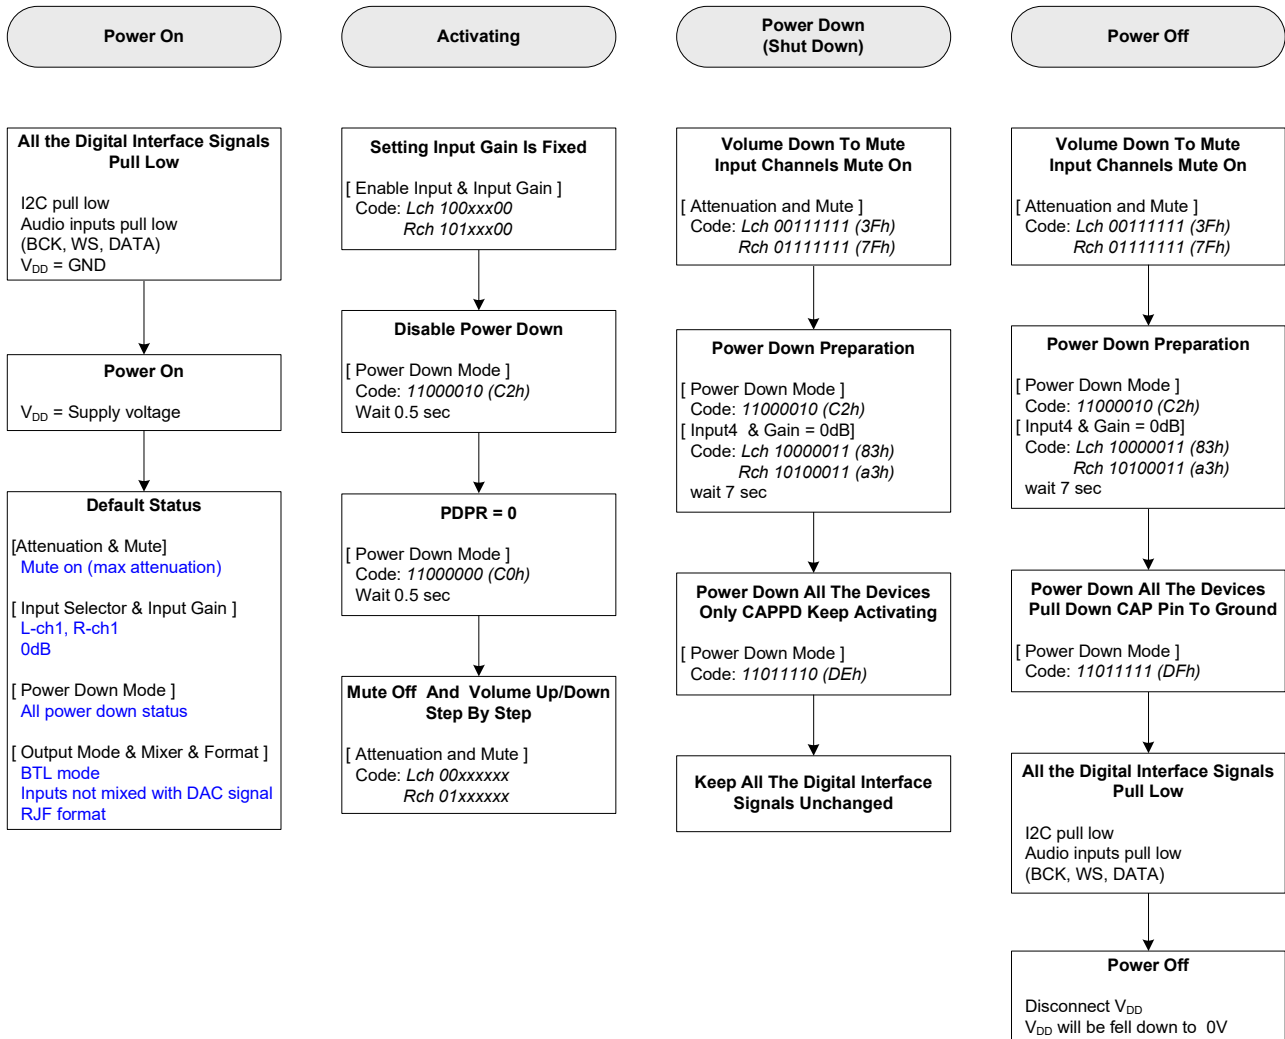 Power On
All the Digital Interface Signals
Pull Low
I2C pull low
Audio inputs pull low
(BCK, WS, DATA)
VDD = GND
Power On
VDD = Supply voltage
Default Status
[Attenuation & Mute]
Mute on (max attenuation)
[ Input Selector & Input Gain ]
L-ch1, R-ch1
0dB
[ Power Down Mode ]
All power down status
[ Output Mode & Mixer & Format ]
BTL mode
Inputs not mixed with DAC signal
RJF format
Activating
Setting Input Gain Is Fixed
[ Enable Input & Input Gain ]
Code: Lch 100xxx00
Rch 101xxx00
Disable Power Down
[ Power Down Mode ]
Code: 11000010 (C2h)
Wait 0.5 sec
PDPR = 0
[ Power Down Mode ]
Code: 11000000 (C0h)
Wait 0.5 sec
Mute Off And Volume Up/Down
Step By Step
[ Attenuation and Mute ]
Code: Lch 00xxxxxx
Rch 01xxxxxx
Power Down
(Shut Down)
Volume Down To Mute
Input Channels Mute On
[ Attenuation and Mute ]
Code: Lch 00111111 (3Fh)
Rch 01111111 (7Fh)
Power Down Preparation
[ Power Down Mode ]
Code: 11000010 (C2h)
[ Input4 & Gain = 0dB]
Code: Lch 10000011 (83h)
Rch 10100011 (a3h)
wait 7 sec
Power Down All The Devices
Only CAPPD Keep Activating
[ Power Down Mode ]
Code: 11011110 (DEh)
Keep All The Digital Interface
Signals Unchanged
Power Off
Volume Down To Mute
Input Channels Mute On
[ Attenuation and Mute ]
Code: Lch 00111111 (3Fh)
Rch 01111111 (7Fh)
Power Down Preparation
[ Power Down Mode ]
Code: 11000010 (C2h)
[ Input4 & Gain = 0dB]
Code: Lch 10000011 (83h)
Rch 10100011 (a3h)
wait 7 sec
Power Down All The Devices
Pull Down CAP Pin To Ground
[ Power Down Mode ]
Code: 11011111 (DFh)
All the Digital Interface Signals
Pull Low
I2C pull low
Audio inputs pull low
(BCK, WS, DATA)
Power Off
Disconnect VDD
VDD will be fell down to 0V